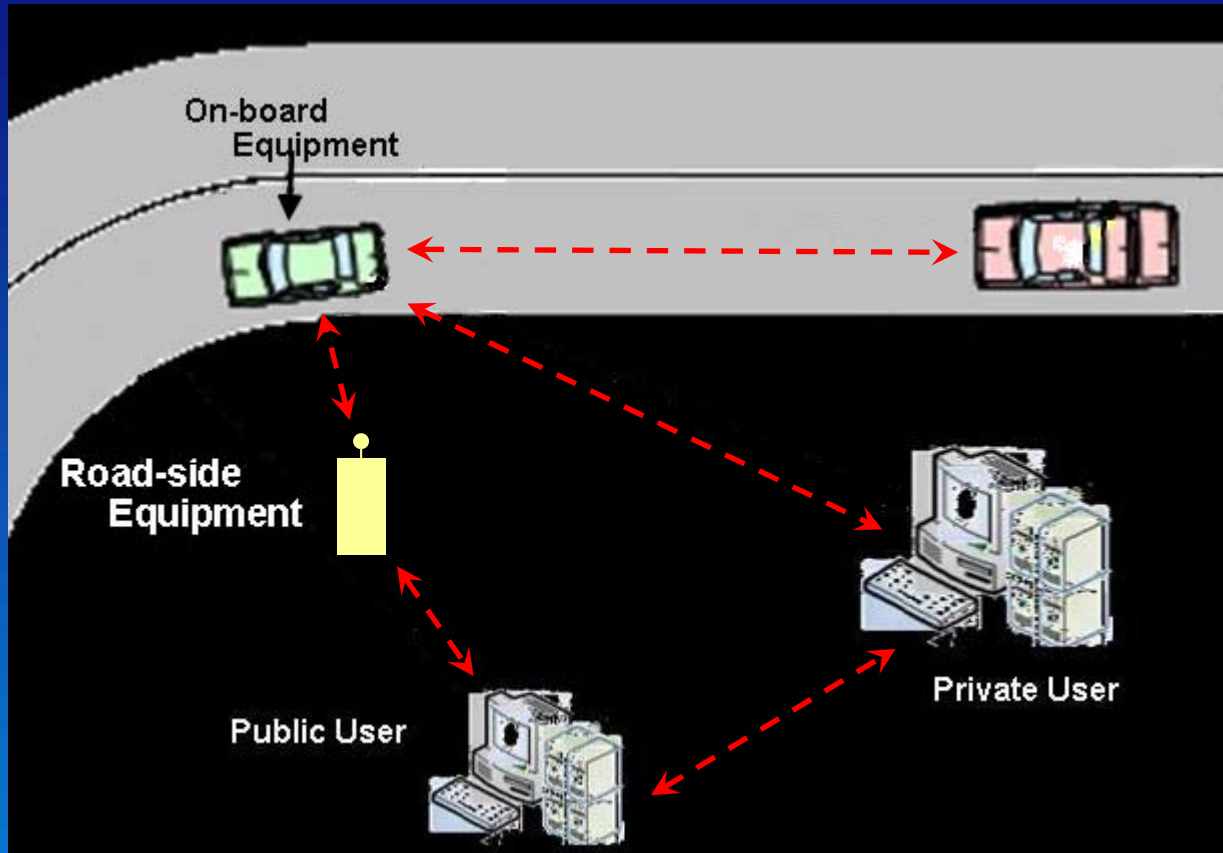 On-board
Equipment
Road-side
Equipment
Private User
Public User